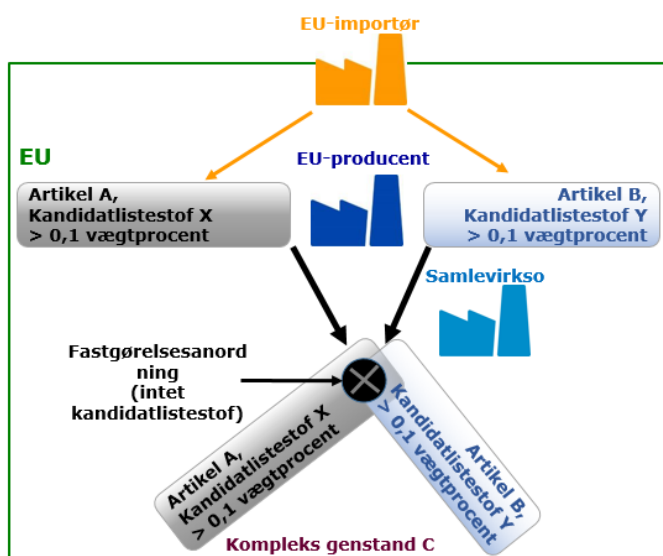 EU-importør
EU
EU-producent
Artikel A,
Kandidatlistestof X
> 0,1 vægtprocent
Artikel B,
Kandidatlistestof Y
> 0,1 vægtprocent
Samlevirkso
Fastgørelsesanord
ning
(intet
kandidatlistestof)
Artikel A,
Kandidatlistestof X
> 0,1 vægtprocent
Artikel B,
Kandidatlistestof Y
> 0,1 vægtprocent
Kompleks genstand C